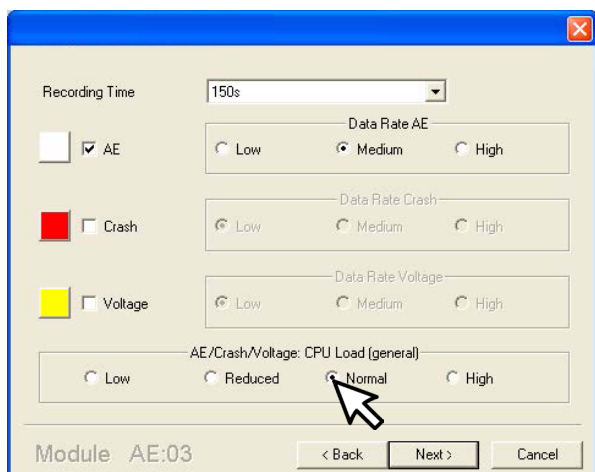 Recording Time 150s
Data Rate AE
AE Low Medium High
Data Rate Crash
Crash Low Medium High
Data Rate Voltage
Voltage Low Medium High
AE/Crash/Voltage: CPU Load (general)
Low Reduced Normal High
Module AE:03 < Back Next > Cancel